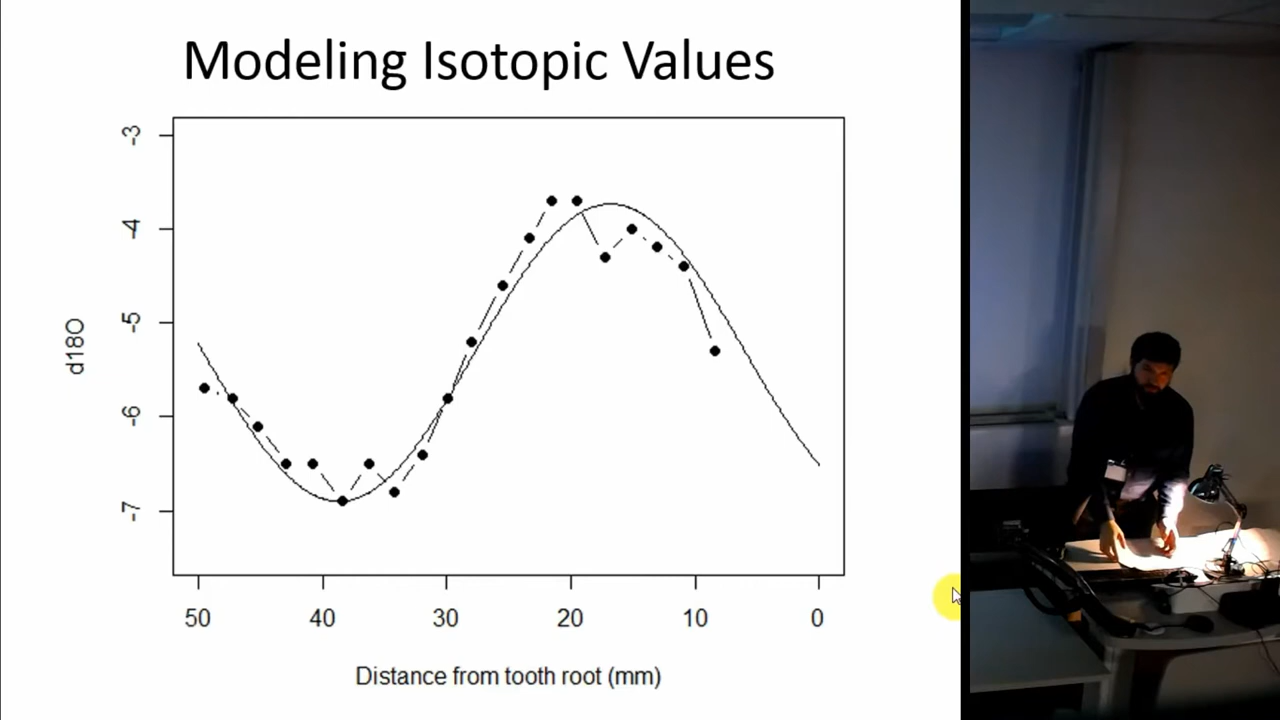 Modeling Isotopic Values
-3
-4
-5
-6
-7
d18O
50 40 30 20 10 0
Distance from tooth root (mm)